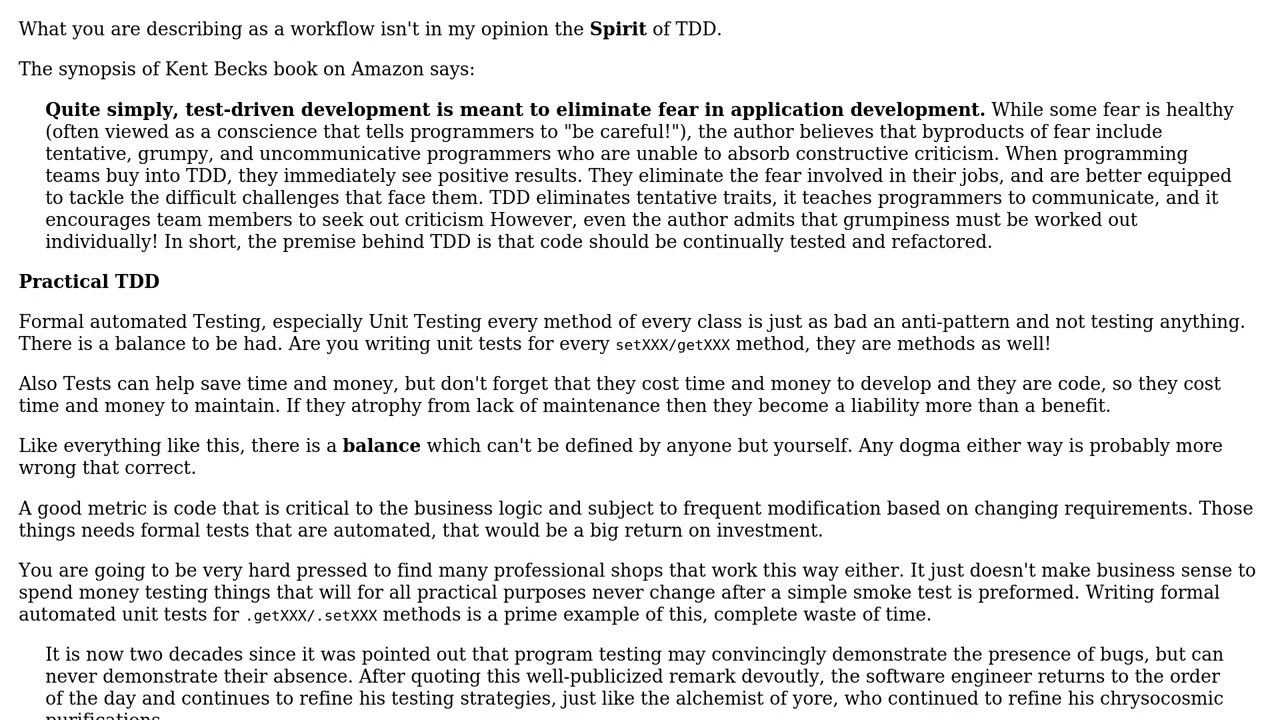 What you are describing as a workflow isn't in my opinion the Spirit of TDD.
The synopsis of Kent Becks book on Amazon says:
Quite simply, test-driven development is meant to eliminate fear in application development. While some fear is healthy
(often viewed as a conscience that tells programmers to "be careful!"), the author believes that byproducts of fear include
tentative, grumpy, and uncommunicative programmers who are unable to absorb constructive criticism. When programming
teams buy into TDD, they immediately see positive results. They eliminate the fear involved in their jobs, and are better equipped
to tackle the difficult challenges that face them. TDD eliminates tentative traits, it teaches programmers to communicate, and it
encourages team members to seek out criticism However, even the author admits that grumpiness must be worked out
individually! In short, the premise behind TDD is that code should be continually tested and refactored.
Practical TDD
Formal automated Testing, especially Unit Testing every method of every class is just as bad an anti-pattern and not testing anything.
There is a balance to be had. Are you writing unit tests for every setXXX/getXXX method, they are methods as well!
Also Tests can help save time and money, but don't forget that they cost time and money to develop and they are code, so they cost
time and money to maintain. If they atrophy from lack of maintenance then they become a liability more than a benefit.
Like everything like this, there is a balance which can't be defined by anyone but yourself. Any dogma either way is probably more
wrong that correct.
A good metric is code that is critical to the business logic and subject to frequent modification based on changing requirements. Those
things needs formal tests that are automated, that would be a big return on investment.
You are going to be very hard pressed to find many professional shops that work this way either. It just doesn't make business sense to
spend money testing things that will for all practical purposes never change after a simple smoke test is preformed. Writing formal
automated unit tests for .getXXX/.setXXX methods is a prime example of this, complete waste of time.
It is now two decades since it was pointed out that program testing may convincingly demonstrate the presence of bugs, but can
never demonstrate their absence. After quoting this well-publicized remark devoutly, the software engineer returns to the order
of the day and continues to refine his testing strategies, just like the alchemist of yore, who continued to refine his chrysocosmic
purifications.